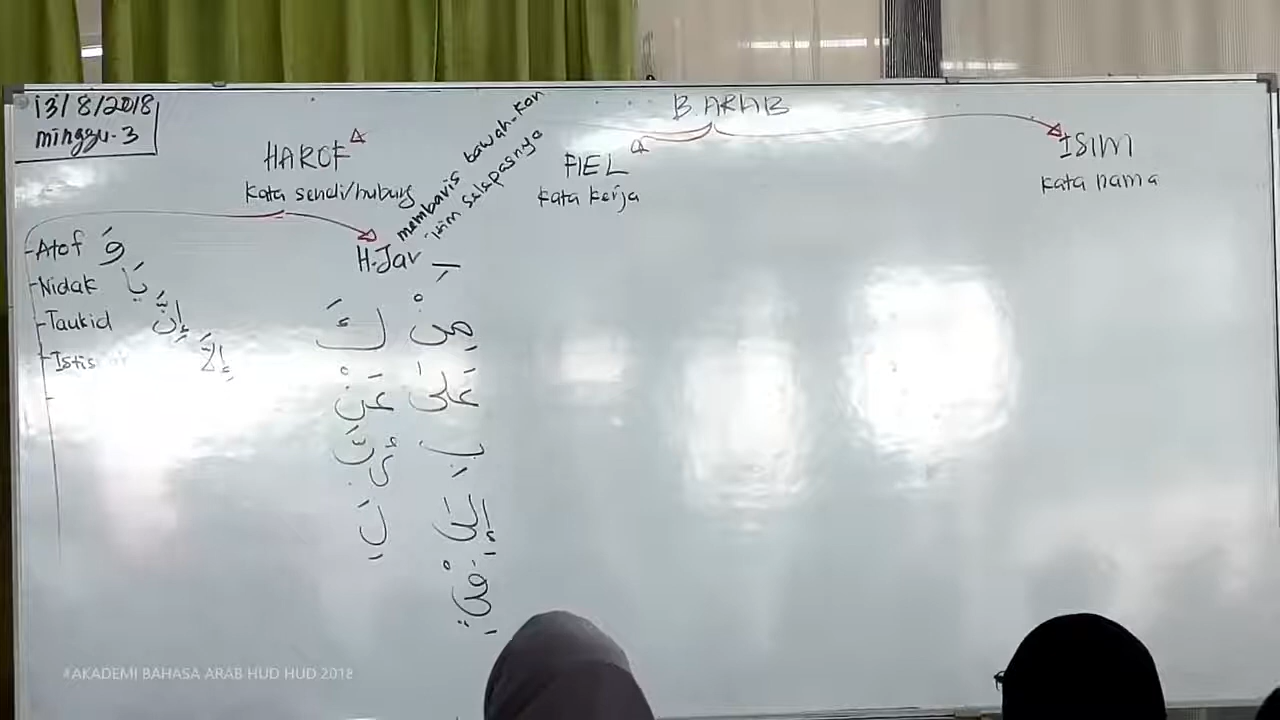 13/8/2018
minggu-3
B. ARAB
HAROF
kata sendi/hubung
FIEL
kata kerja
ISIM
kata nama
membaris bawah-kan
isim selepasnya
H.Jar
-Atof وَ
-Nidak يَا
-Taukid إِنَّ
-Istis إِلَّا
مِنْ
كَ
عَلَى
عَنْ
بِ
#AKADEMI BAHASA ARAB HUD HUD 2018